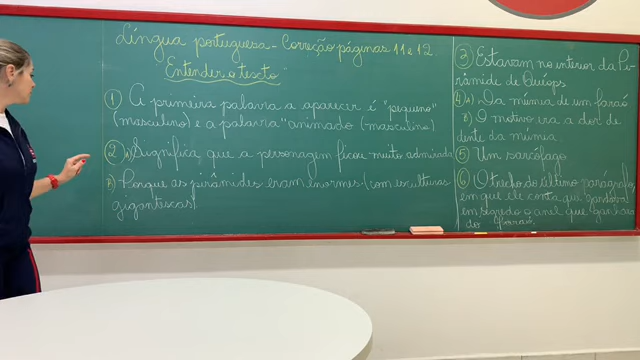 Língua portuguesa - Correção páginas 11 e 12
Entender o texto
1 A primeira palavra a aparecer é "pequeno"
(masculino) e a palavra "animado (masculino)
2 a) Significa que a personagem ficou muito admirada
b) Porque as pirâmides eram enormes (com esculturas
gigantescas)
3 Estavam no interior da Pi-
râmide de Quéops
4 a) Da múmia de um faraó
b) O motivo era a dor de
dente da múmia.
5 Um sarcófago
6 O trecho do último parágrafo
em que ele conta que guardava
em segredo o anel que ganhara
do faraó.